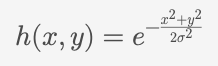 h(x, y) = e^{-\frac{x^2+y^2}{2\sigma^2}}